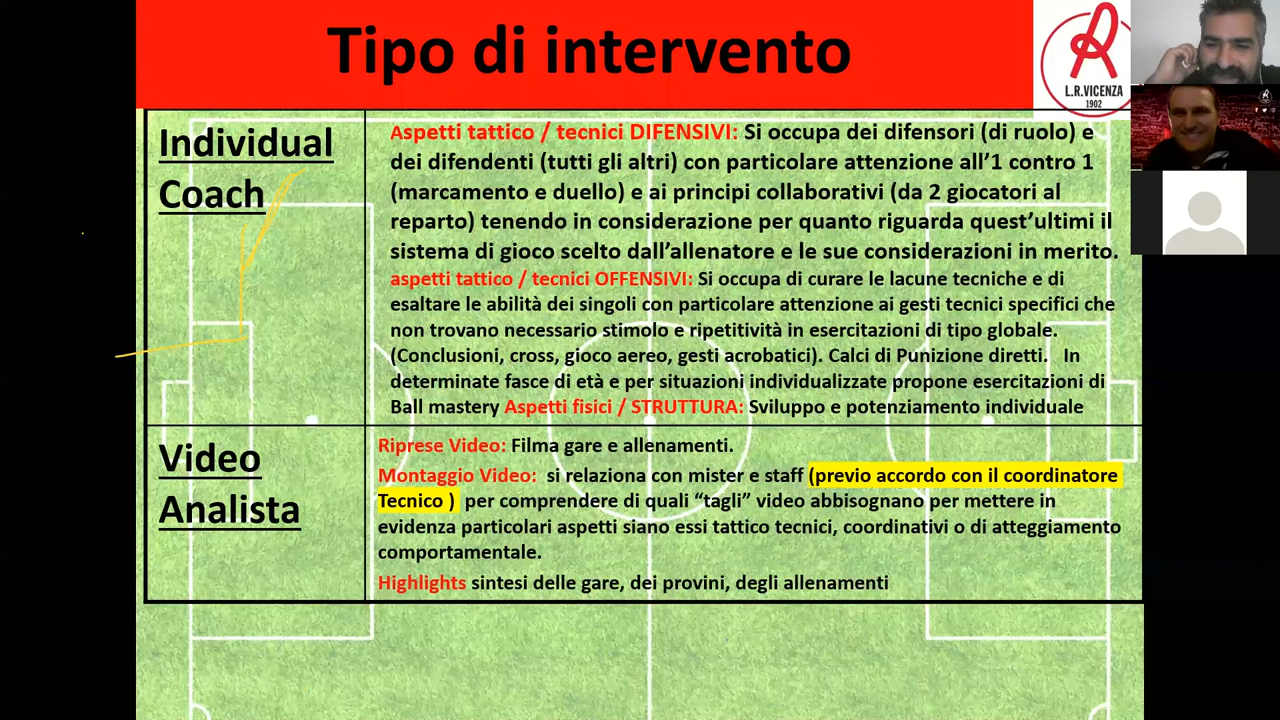 Tipo di intervento
L.R.VICENZA
1902
Individual
Coach
Aspetti tattico / tecnici DIFENSIVI: Si occupa dei difensori (di ruolo) e
dei difendenti (tutti gli altri) con particolare attenzione all’1 contro 1
(marcamento e duello) e ai principi collaborativi (da 2 giocatori al
reparto) tenendo in considerazione per quanto riguarda quest’ultimi il
sistema di gioco scelto dall’allenatore e le sue considerazioni in merito.
aspetti tattico / tecnici OFFENSIVI: Si occupa di curare le lacune tecniche e di
esaltare le abilità dei singoli con particolare attenzione ai gesti tecnici specifici che
non trovano necessario stimolo e ripetitività in esercitazioni di tipo globale.
(Conclusioni, cross, gioco aereo, gesti acrobatici). Calci di Punizione diretti. In
determinate fasce di età e per situazioni individualizzate propone esercitazioni di
Ball mastery Aspetti fisici / STRUTTURA: Sviluppo e potenziamento individuale
Video
Analista
Riprese Video: Filma gare e allenamenti.
Montaggio Video: si relaziona con mister e staff (previo accordo con il coordinatore
Tecnico ) per comprendere di quali “tagli” video abbisognano per mettere in
evidenza particolari aspetti siano essi tattico tecnici, coordinativi o di atteggiamento
comportamentale.
Highlights sintesi delle gare, dei provini, degli allenamenti